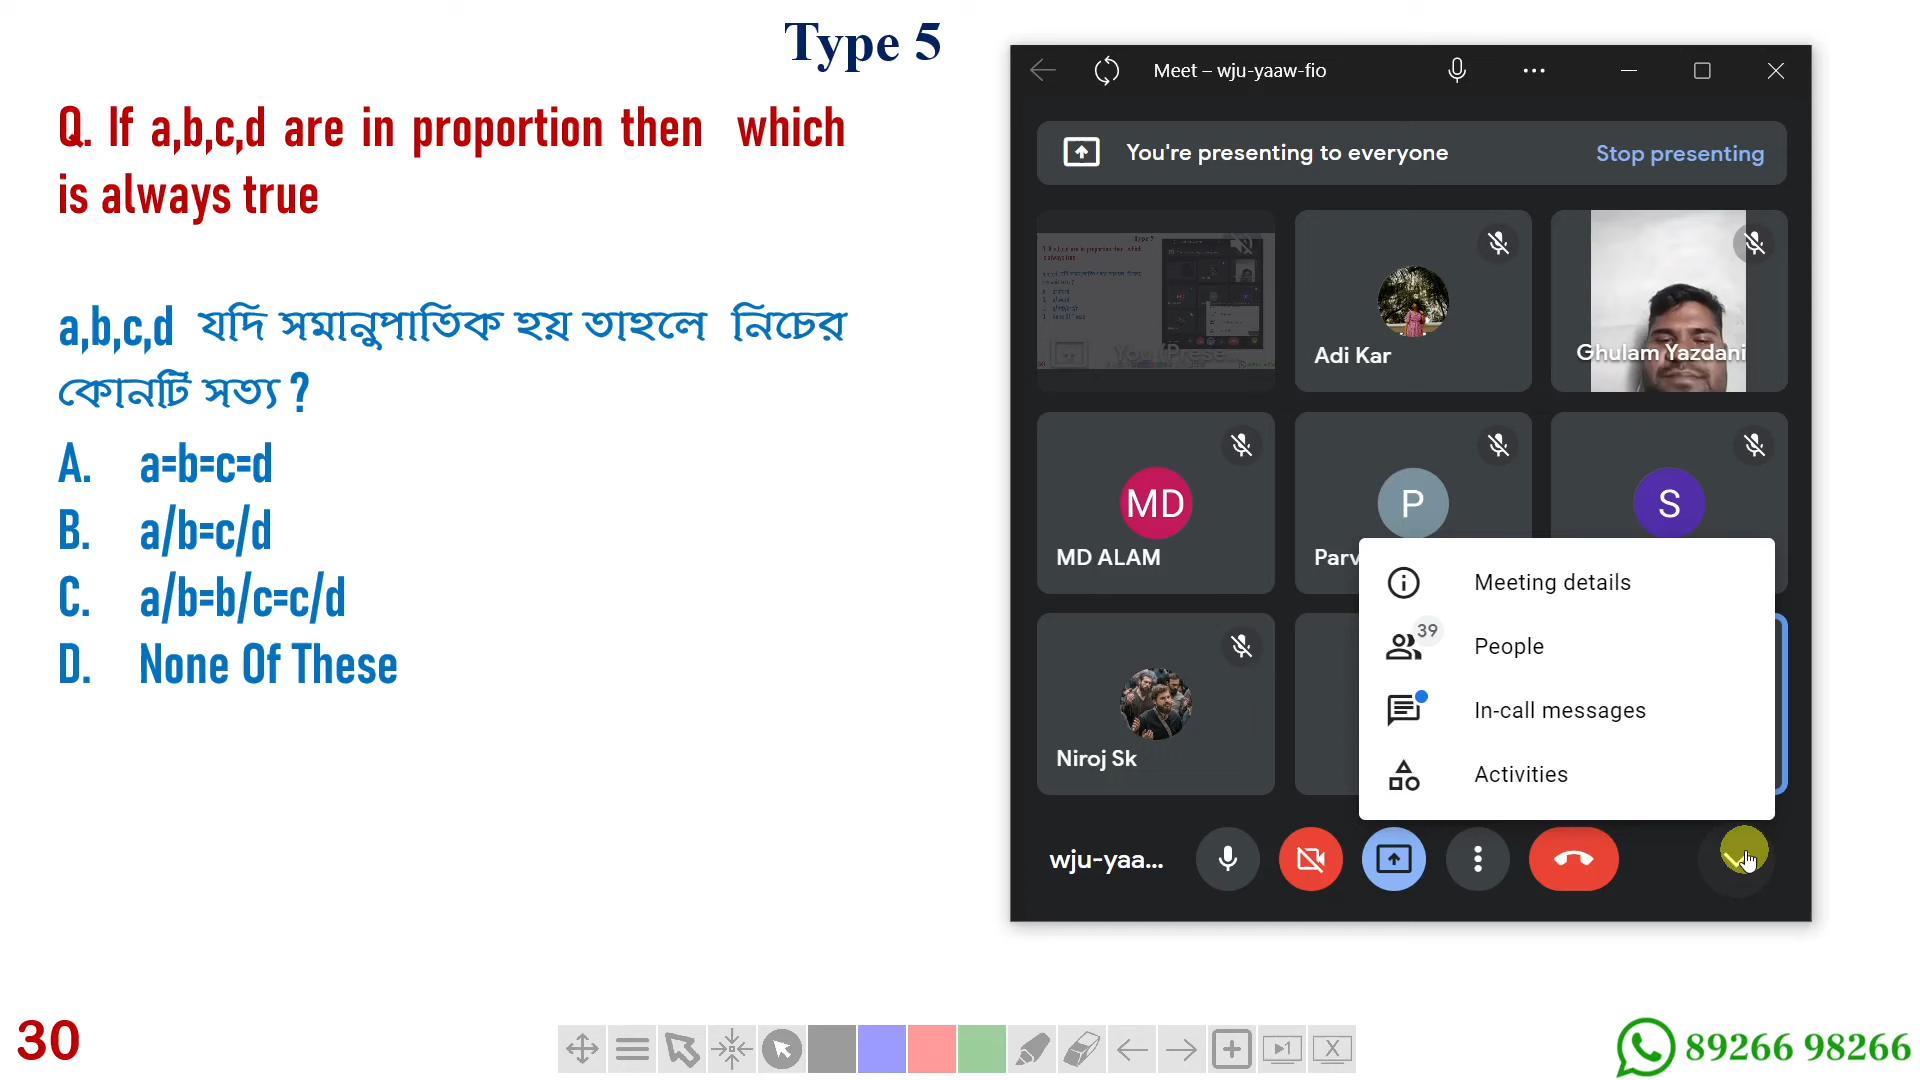 Type 5
Q. If a,b,c,d are in proportion then which
is always true
a,b,c,d যদি সমানুপাতিক হয় তাহলে নিচের
কোনটি সত্য ?
A. a=b=c=d
B. a/b=c/d
C. a/b=b/c=c/d
D. None Of These
30
Meet – wju-yaaw-fio
You're presenting to everyone
Stop presenting
Adi Kar
Ghulam Yazdani
MD
MD ALAM
P
Parv
S
Niroj Sk
Meeting details
39
People
In-call messages
Activities
wju-yaa...
89266 98266